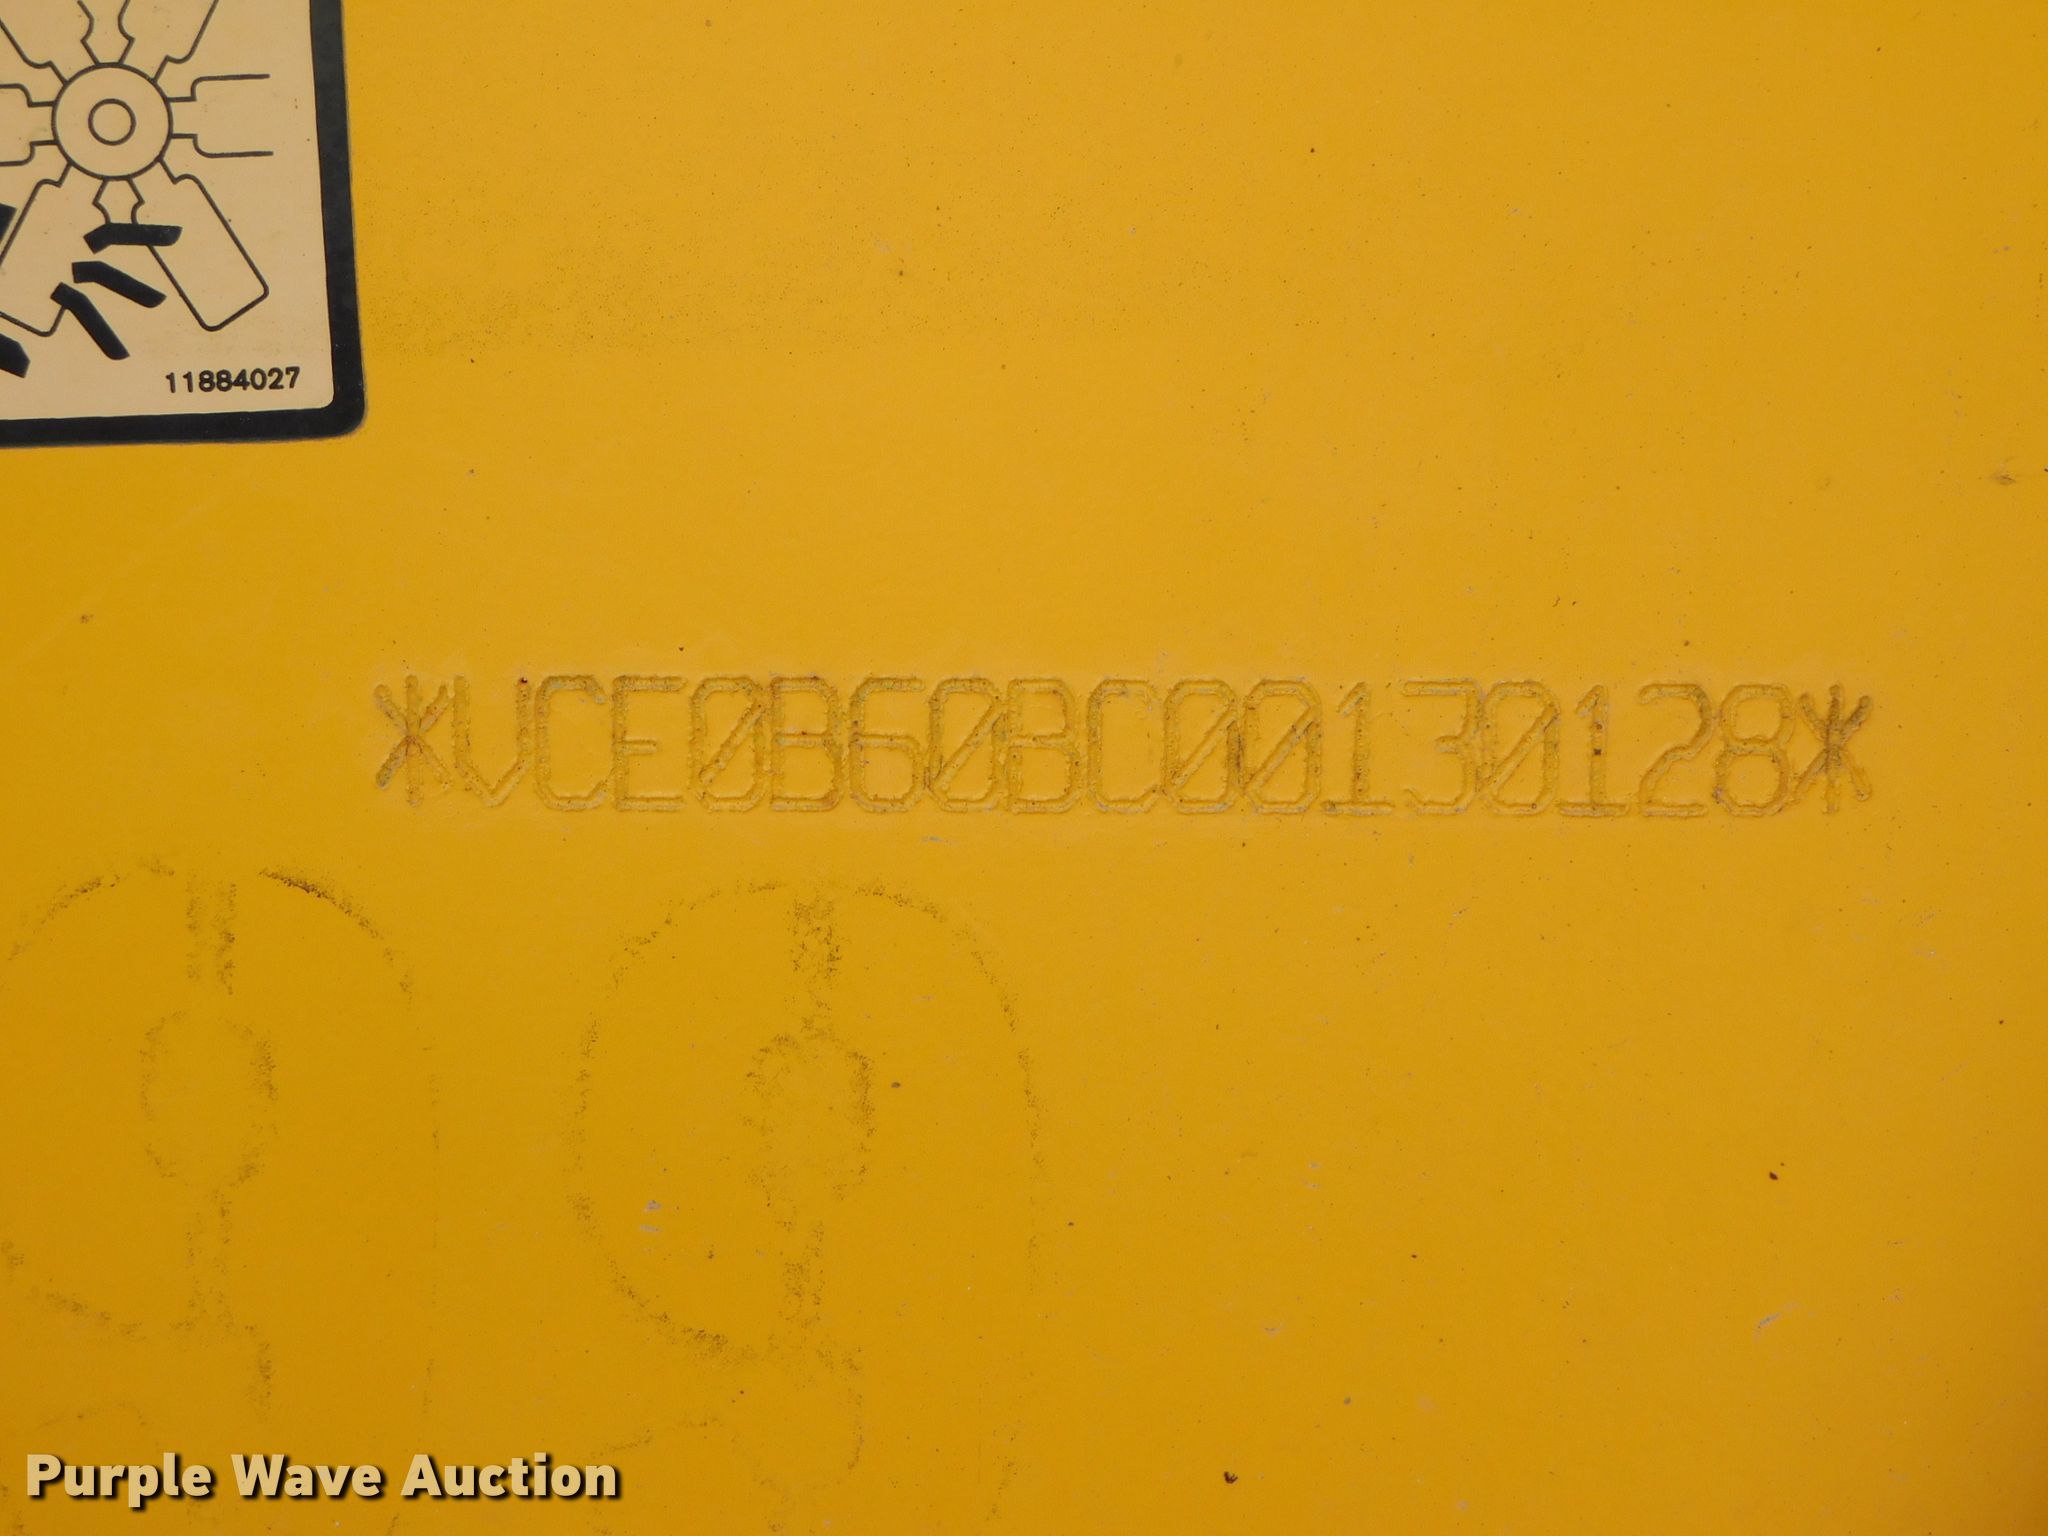 11884027
*VCE0B60BC00130128*
Purple Wave Auction